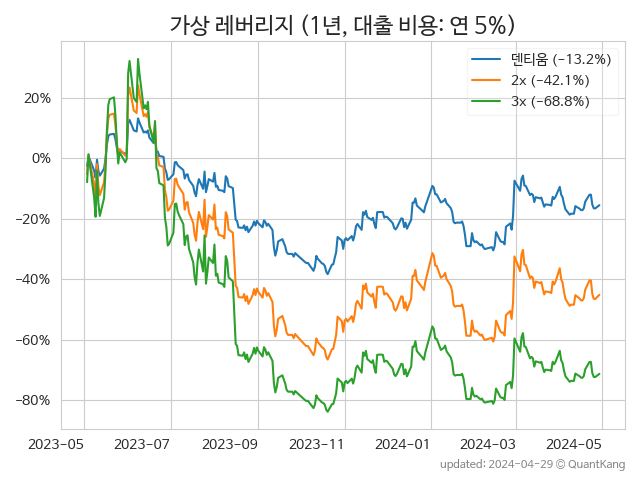 가상 레버리지 (1년, 대출 비용: 연 5%)
덴티움 (−13.2%)
2x (−42.1%)
3x (−68.8%)
20%
0%
−20%
−40%
−60%
−80%
2023-05 2023-07 2023-09 2023-11 2024-01 2024-03 2024-05
updated: 2024-04-29 © QuantKang